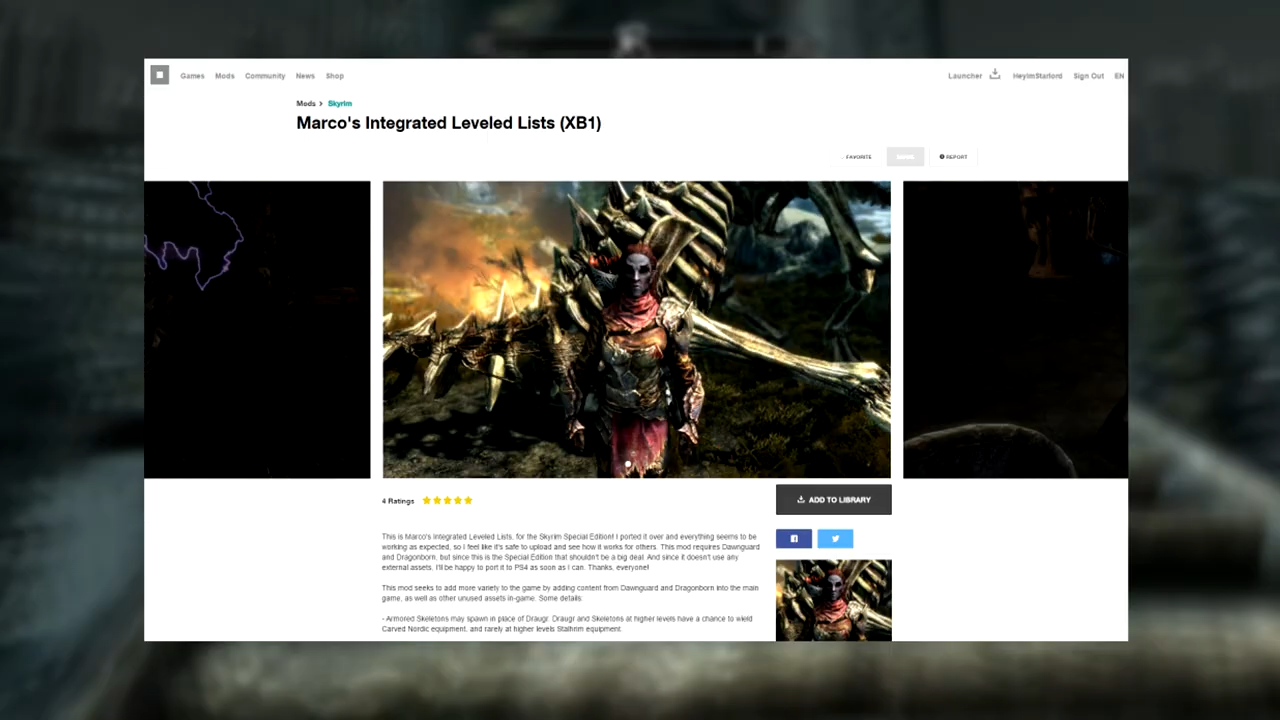 Games Mods Community News Shop Launcher HeyImStarlord Sign Out EN
Mods > Skyrim
Marco's Integrated Leveled Lists (XB1)
FAVORITE REPORT
4 Ratings
ADD TO LIBRARY
This is Marco's Integrated Leveled Lists, for the Skyrim Special Edition! I ported it over and everything seems to be
working as expected, so I feel like it's safe to upload and see how it works for others. This mod requires Dawnguard
and Dragonborn, but since this is the Special Edition that shouldn't be a big deal. And since it doesn't use any
external assets, I'll be happy to port it to PS4 as soon as I can. Thanks, everyone!
This mod seeks to add more variety to the game by adding content from Dawnguard and Dragonborn into the main
game, as well as other unused assets in-game. Some details:
- Armored Skeletons may spawn in place of Draugr. Draugr and Skeletons at higher levels have a chance to wield
Carved Nordic equipment, and rarely at higher levels Stalhrim equipment.